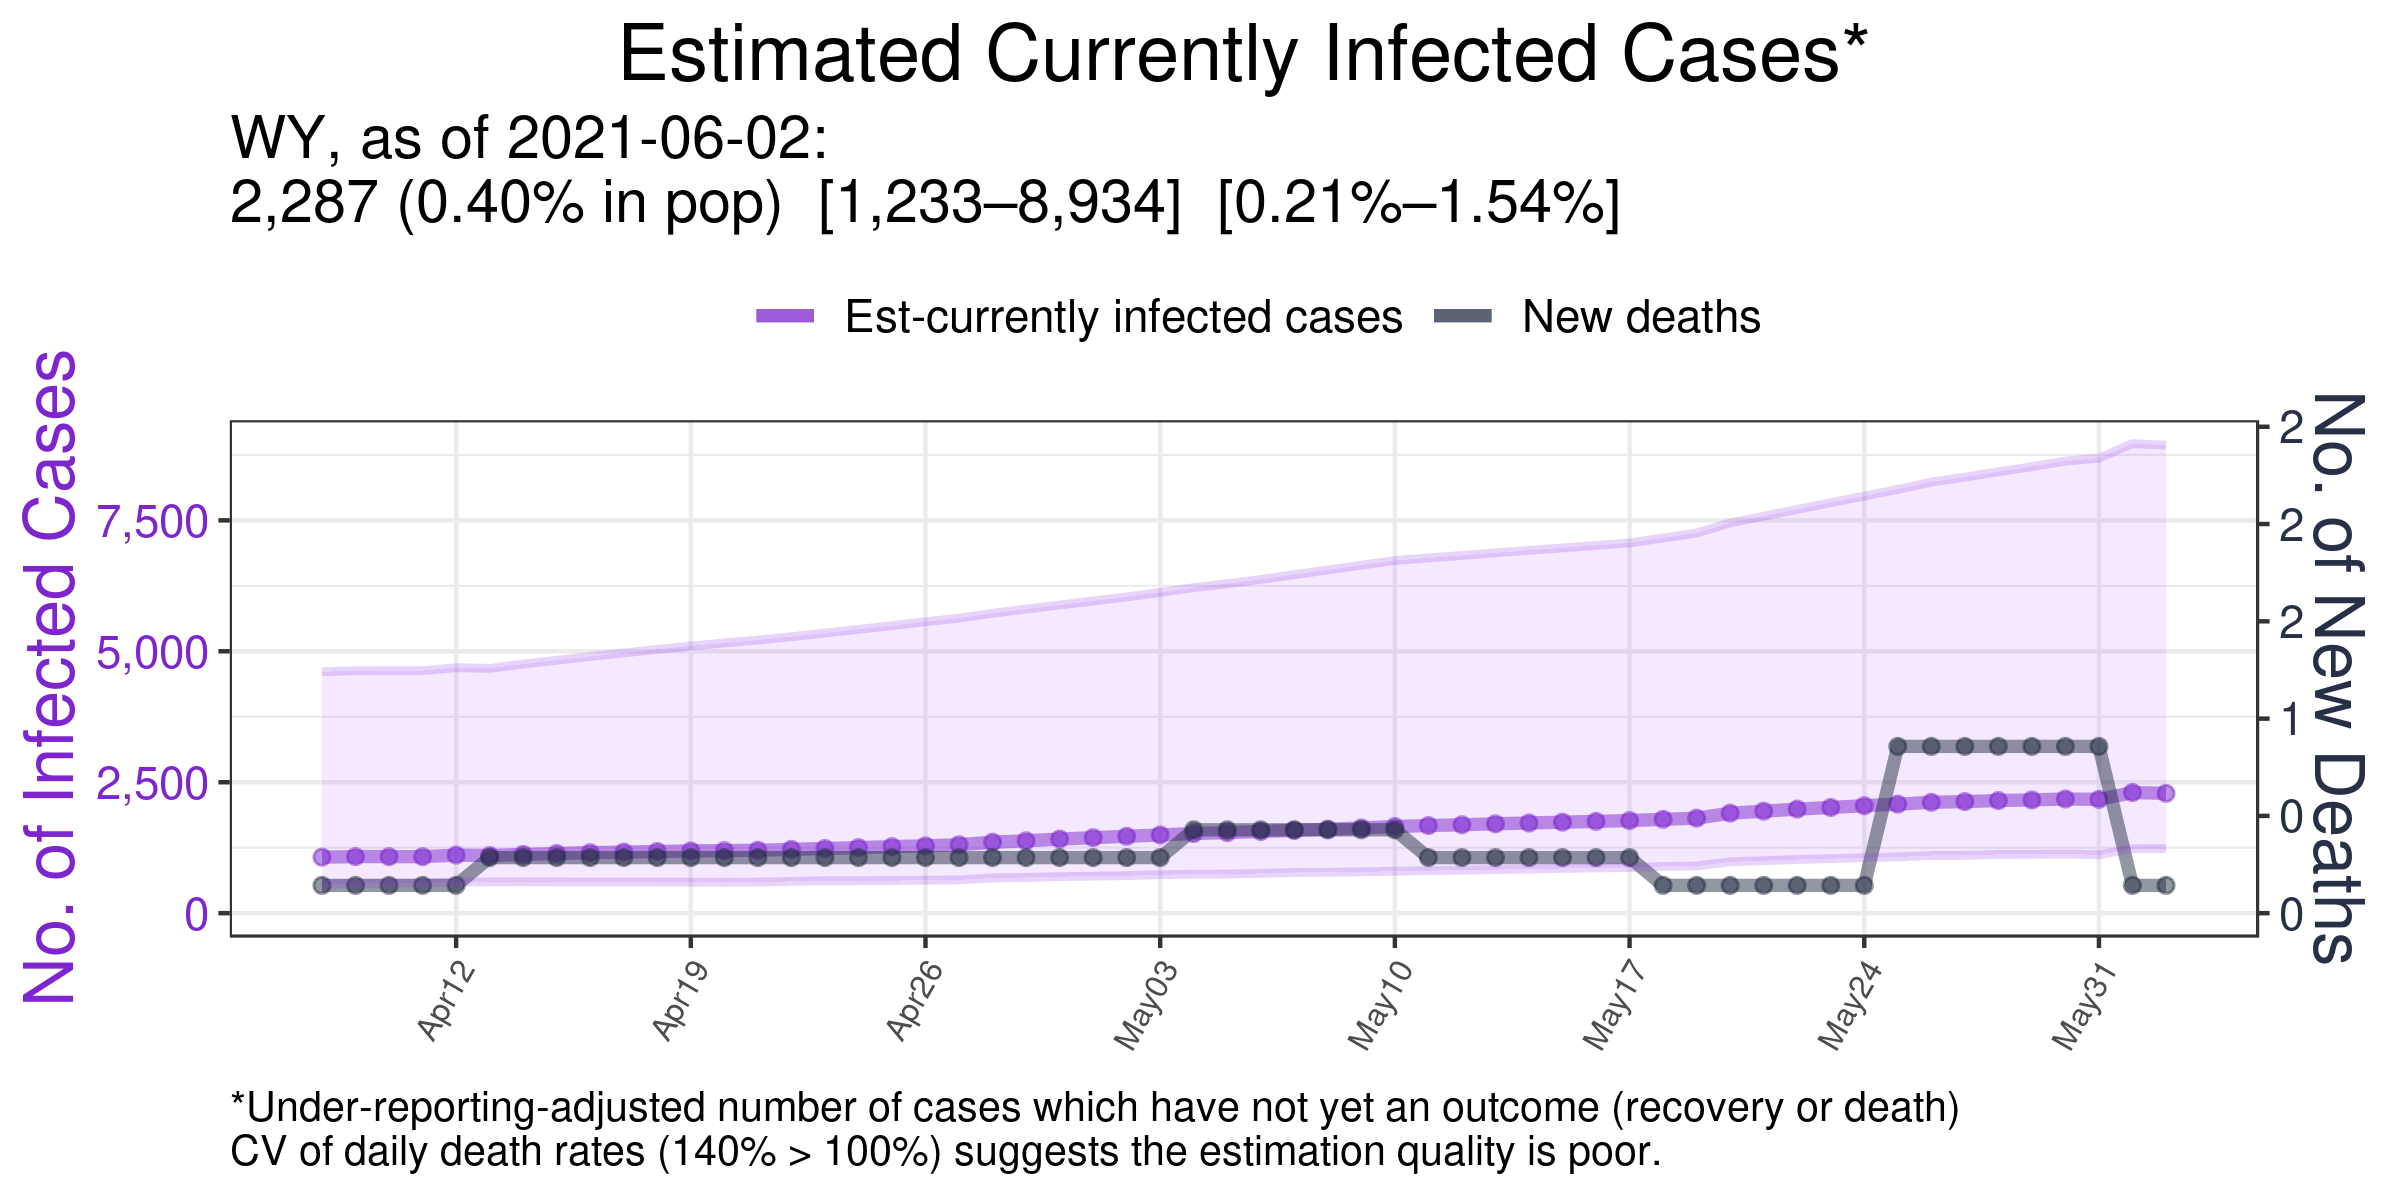 Estimated Currently Infected Cases*
WY, as of 2021-06-02:
2,287 (0.40% in pop)  [1,233–8,934]  [0.21%–1.54%]
Est-currently infected cases
New deaths
No. of Infected Cases
7,500
5,000
2,500
0
2
2
2
1
0
0
No. of New Deaths
Apr12
Apr19
Apr26
May03
May10
May17
May24
May31
*Under-reporting-adjusted number of cases which have not yet an outcome (recovery or death)
CV of daily death rates (140% > 100%) suggests the estimation quality is poor.